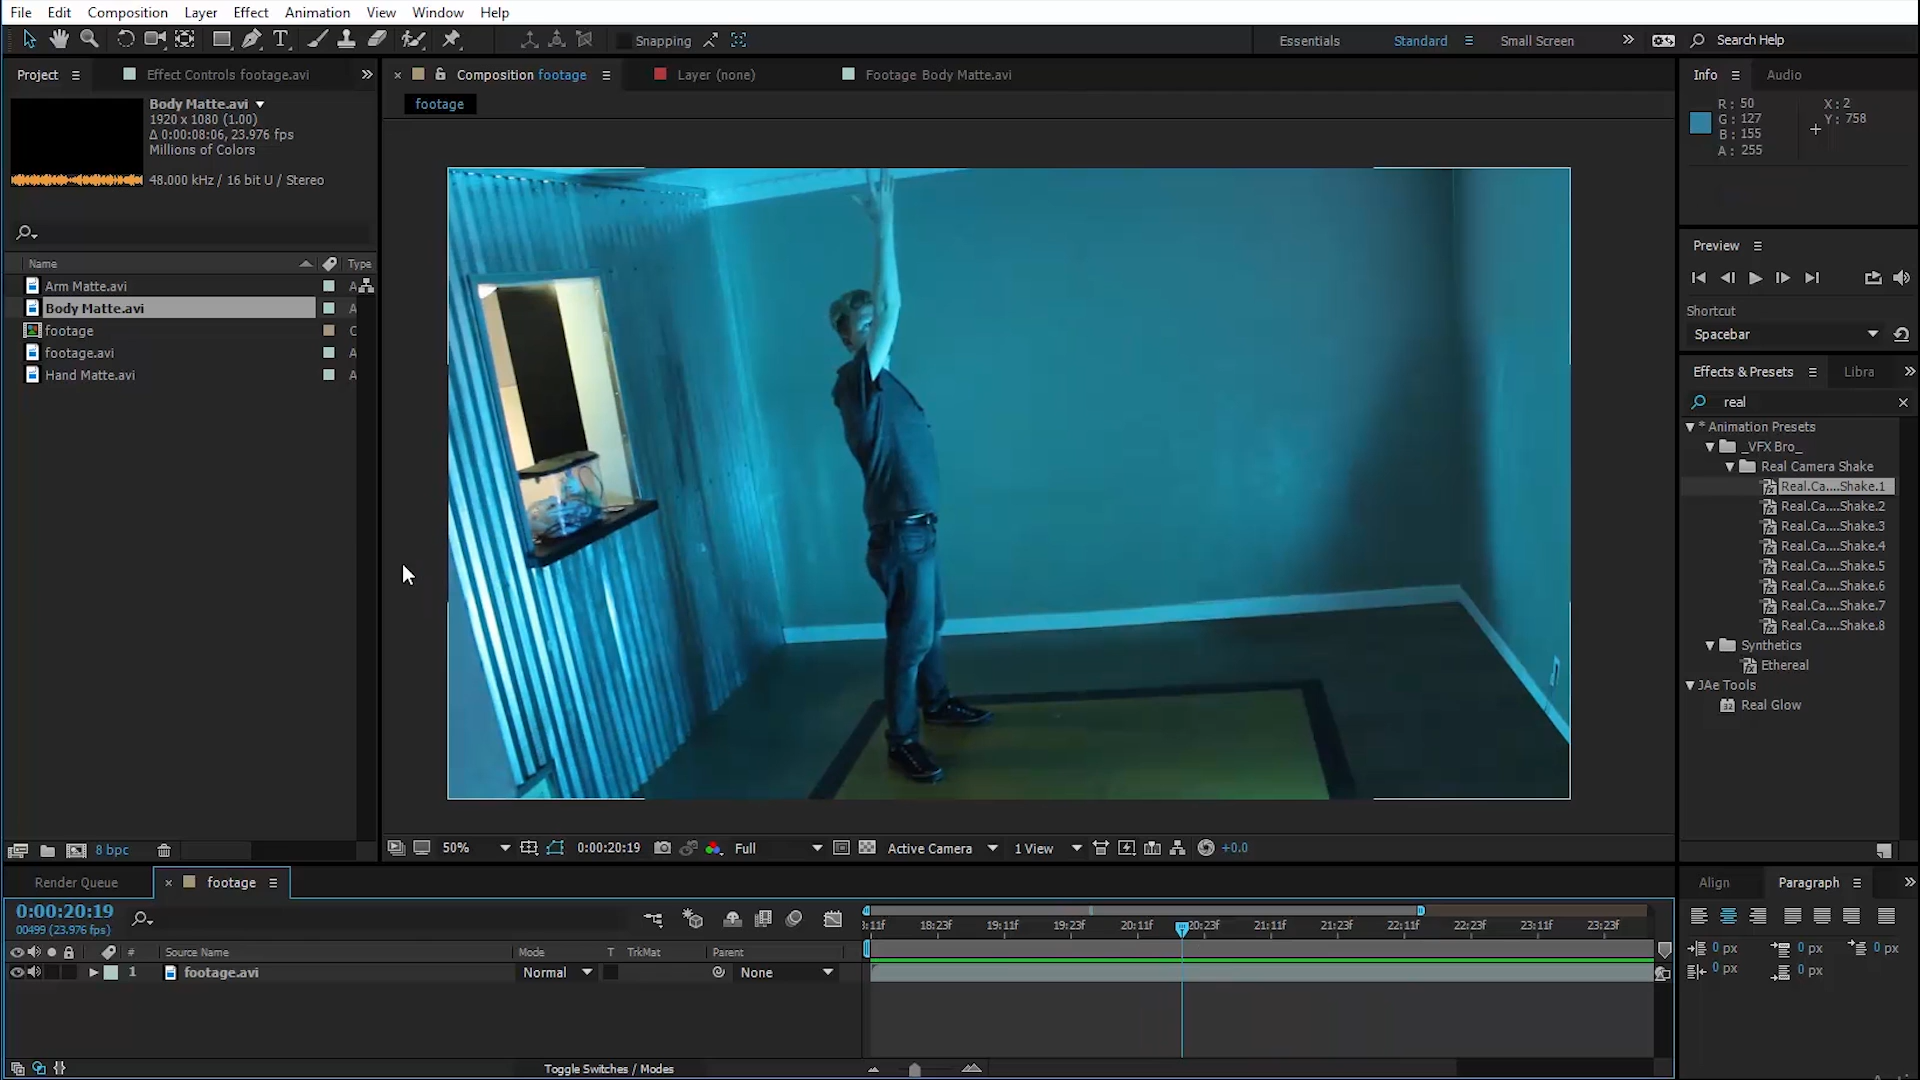 File Edit Composition Layer Effect Animation View Window Help
Snapping
Essentials Standard Small Screen Search Help
Project Effect Controls footage.avi
Composition footage Layer (none) Footage Body Matte.avi
footage
Body Matte.avi
1920 x 1080 (1.00)
Δ 0:00:08:06, 23.976 fps
Millions of Colors
48.000 kHz / 16 bit U / Stereo
Name Type
Arm Matte.avi A
Body Matte.avi A
footage C
footage.avi A
Hand Matte.avi A
8 bpc
50% 0:00:20:19 Full Active Camera 1 View +0.0
Info Audio
R: 50 X: 2
G: 127 Y: 758
B: 155
A: 255
Preview
Shortcut
Spacebar
Effects & Presets Libra
real
* Animation Presets
_VFX Bro_
Real Camera Shake
Real.Ca....Shake.1
Real.Ca....Shake.2
Real.Ca....Shake.3
Real.Ca....Shake.4
Real.Ca....Shake.5
Real.Ca....Shake.6
Real.Ca....Shake.7
Real.Ca....Shake.8
Synthetics
Ethereal
JAe Tools
32 Real Glow
Render Queue footage
0:00:20:19
00499 (23.976 fps)
:11f 18:23f 19:11f 19:23f 20:11f 20:23f 21:11f 21:23f 22:11f 22:23f 23:11f 23:23f
# Source Name Mode T TrkMat Parent
1 footage.avi Normal None
Toggle Switches / Modes
Align Paragraph
0 px 0 px 0 px
0 px 0 px